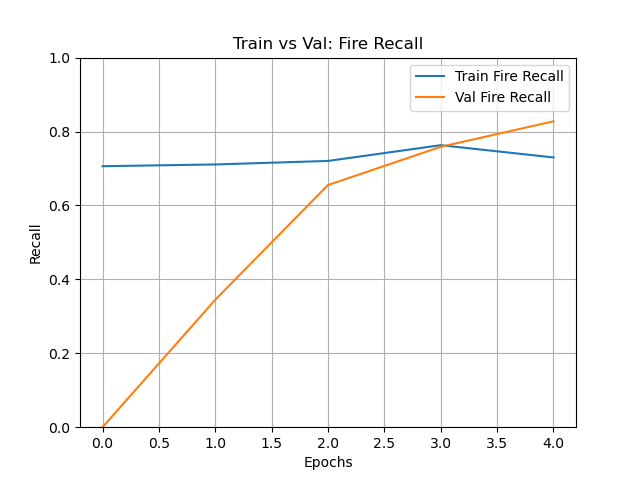 Train vs Val: Fire Recall
Train Fire Recall
Val Fire Recall
1.0
0.8
0.6
0.4
0.2
0.0
Recall
0.0 0.5 1.0 1.5 2.0 2.5 3.0 3.5 4.0
Epochs